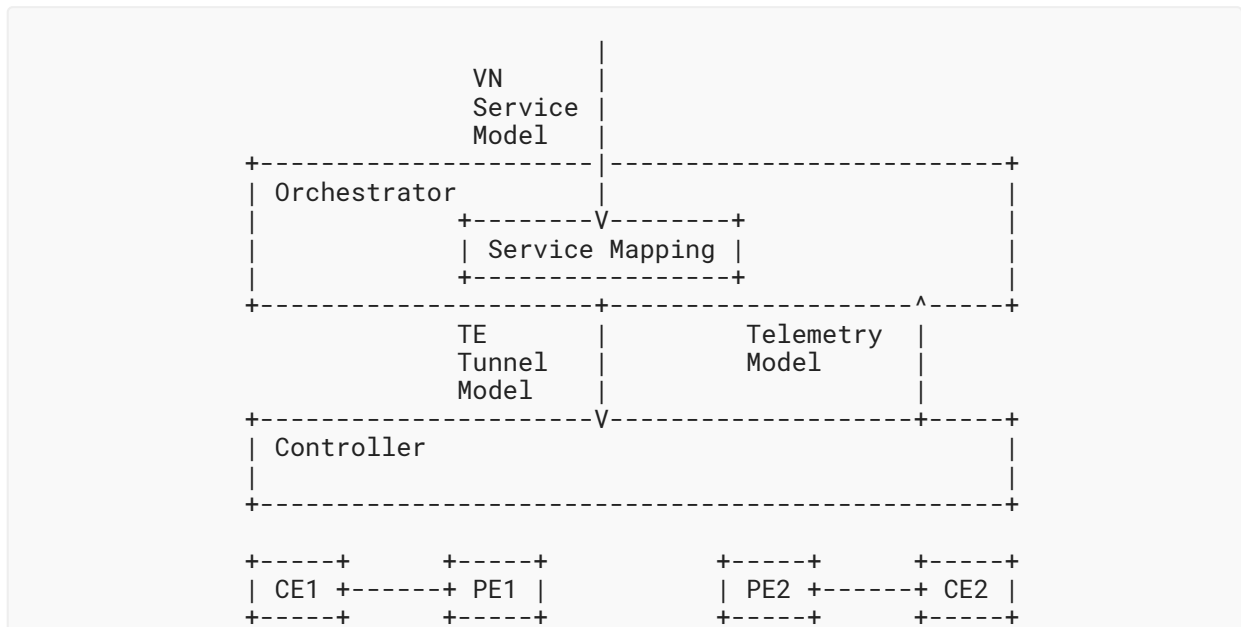 |
               VN      |
               Service |
               Model   |
+----------------------|--------------------------+
| Orchestrator         |                          |
|             +--------V--------+                 |
|             | Service Mapping |                 |
|             +-----------------+                 |
+----------------------+--------------------^-----+
              TE       |         Telemetry  |
              Tunnel   |         Model      |
              Model    |                    |
+----------------------V--------------------+-----+
| Controller                                      |
|                                                 |
+-------------------------------------------------+

+-----+      +-----+           +-----+      +-----+
| CE1 +------+ PE1 |           | PE2 +------+ CE2 |
+-----+      +-----+           +-----+      +-----+